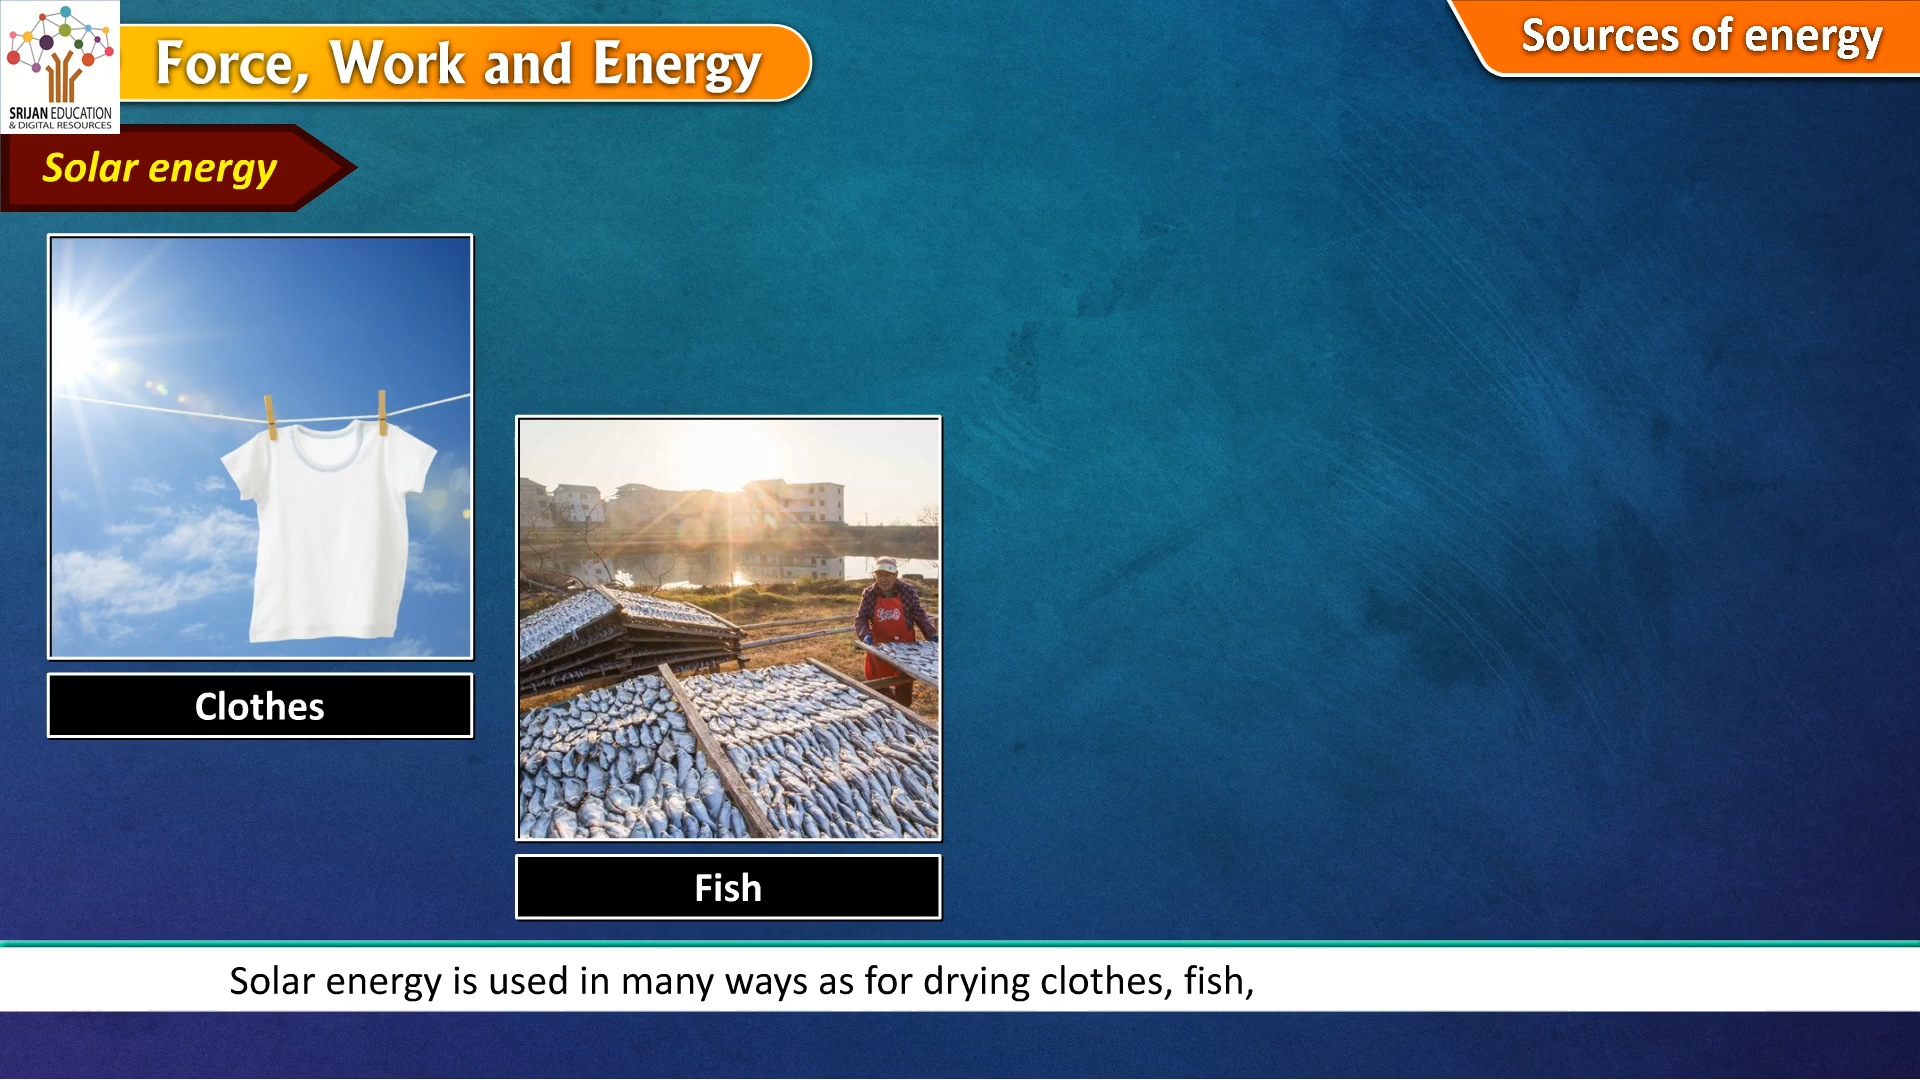 Force, Work and Energy
Sources of energy
SRIJAN EDUCATION
& DIGITAL RESOURCES
Solar energy
Clothes
Fish
Solar energy is used in many ways as for drying clothes, fish,